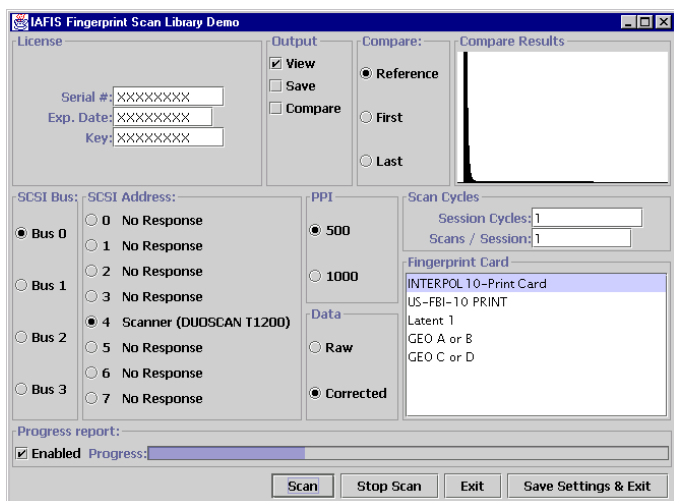 IAFIS Fingerprint Scan Library Demo
License
Serial #: XXXXXXXX
Exp. Date: XXXXXXXX
Key: XXXXXXXX
Output
View
Save
Compare
Compare:
Reference
First
Last
Compare Results
SCSI Bus:
Bus 0
Bus 1
Bus 2
Bus 3
SCSI Address:
0 No Response
1 No Response
2 No Response
3 No Response
4 Scanner (DUOSCAN T1200)
5 No Response
6 No Response
7 No Response
PPI
500
1000
Data
Raw
Corrected
Scan Cycles
Session Cycles: 1
Scans / Session: 1
Fingerprint Card
INTERPOL 10-Print Card
US-FBI-10 PRINT
Latent 1
GEO A or B
GEO C or D
Progress report:
Enabled Progress:
Scan Stop Scan Exit Save Settings & Exit